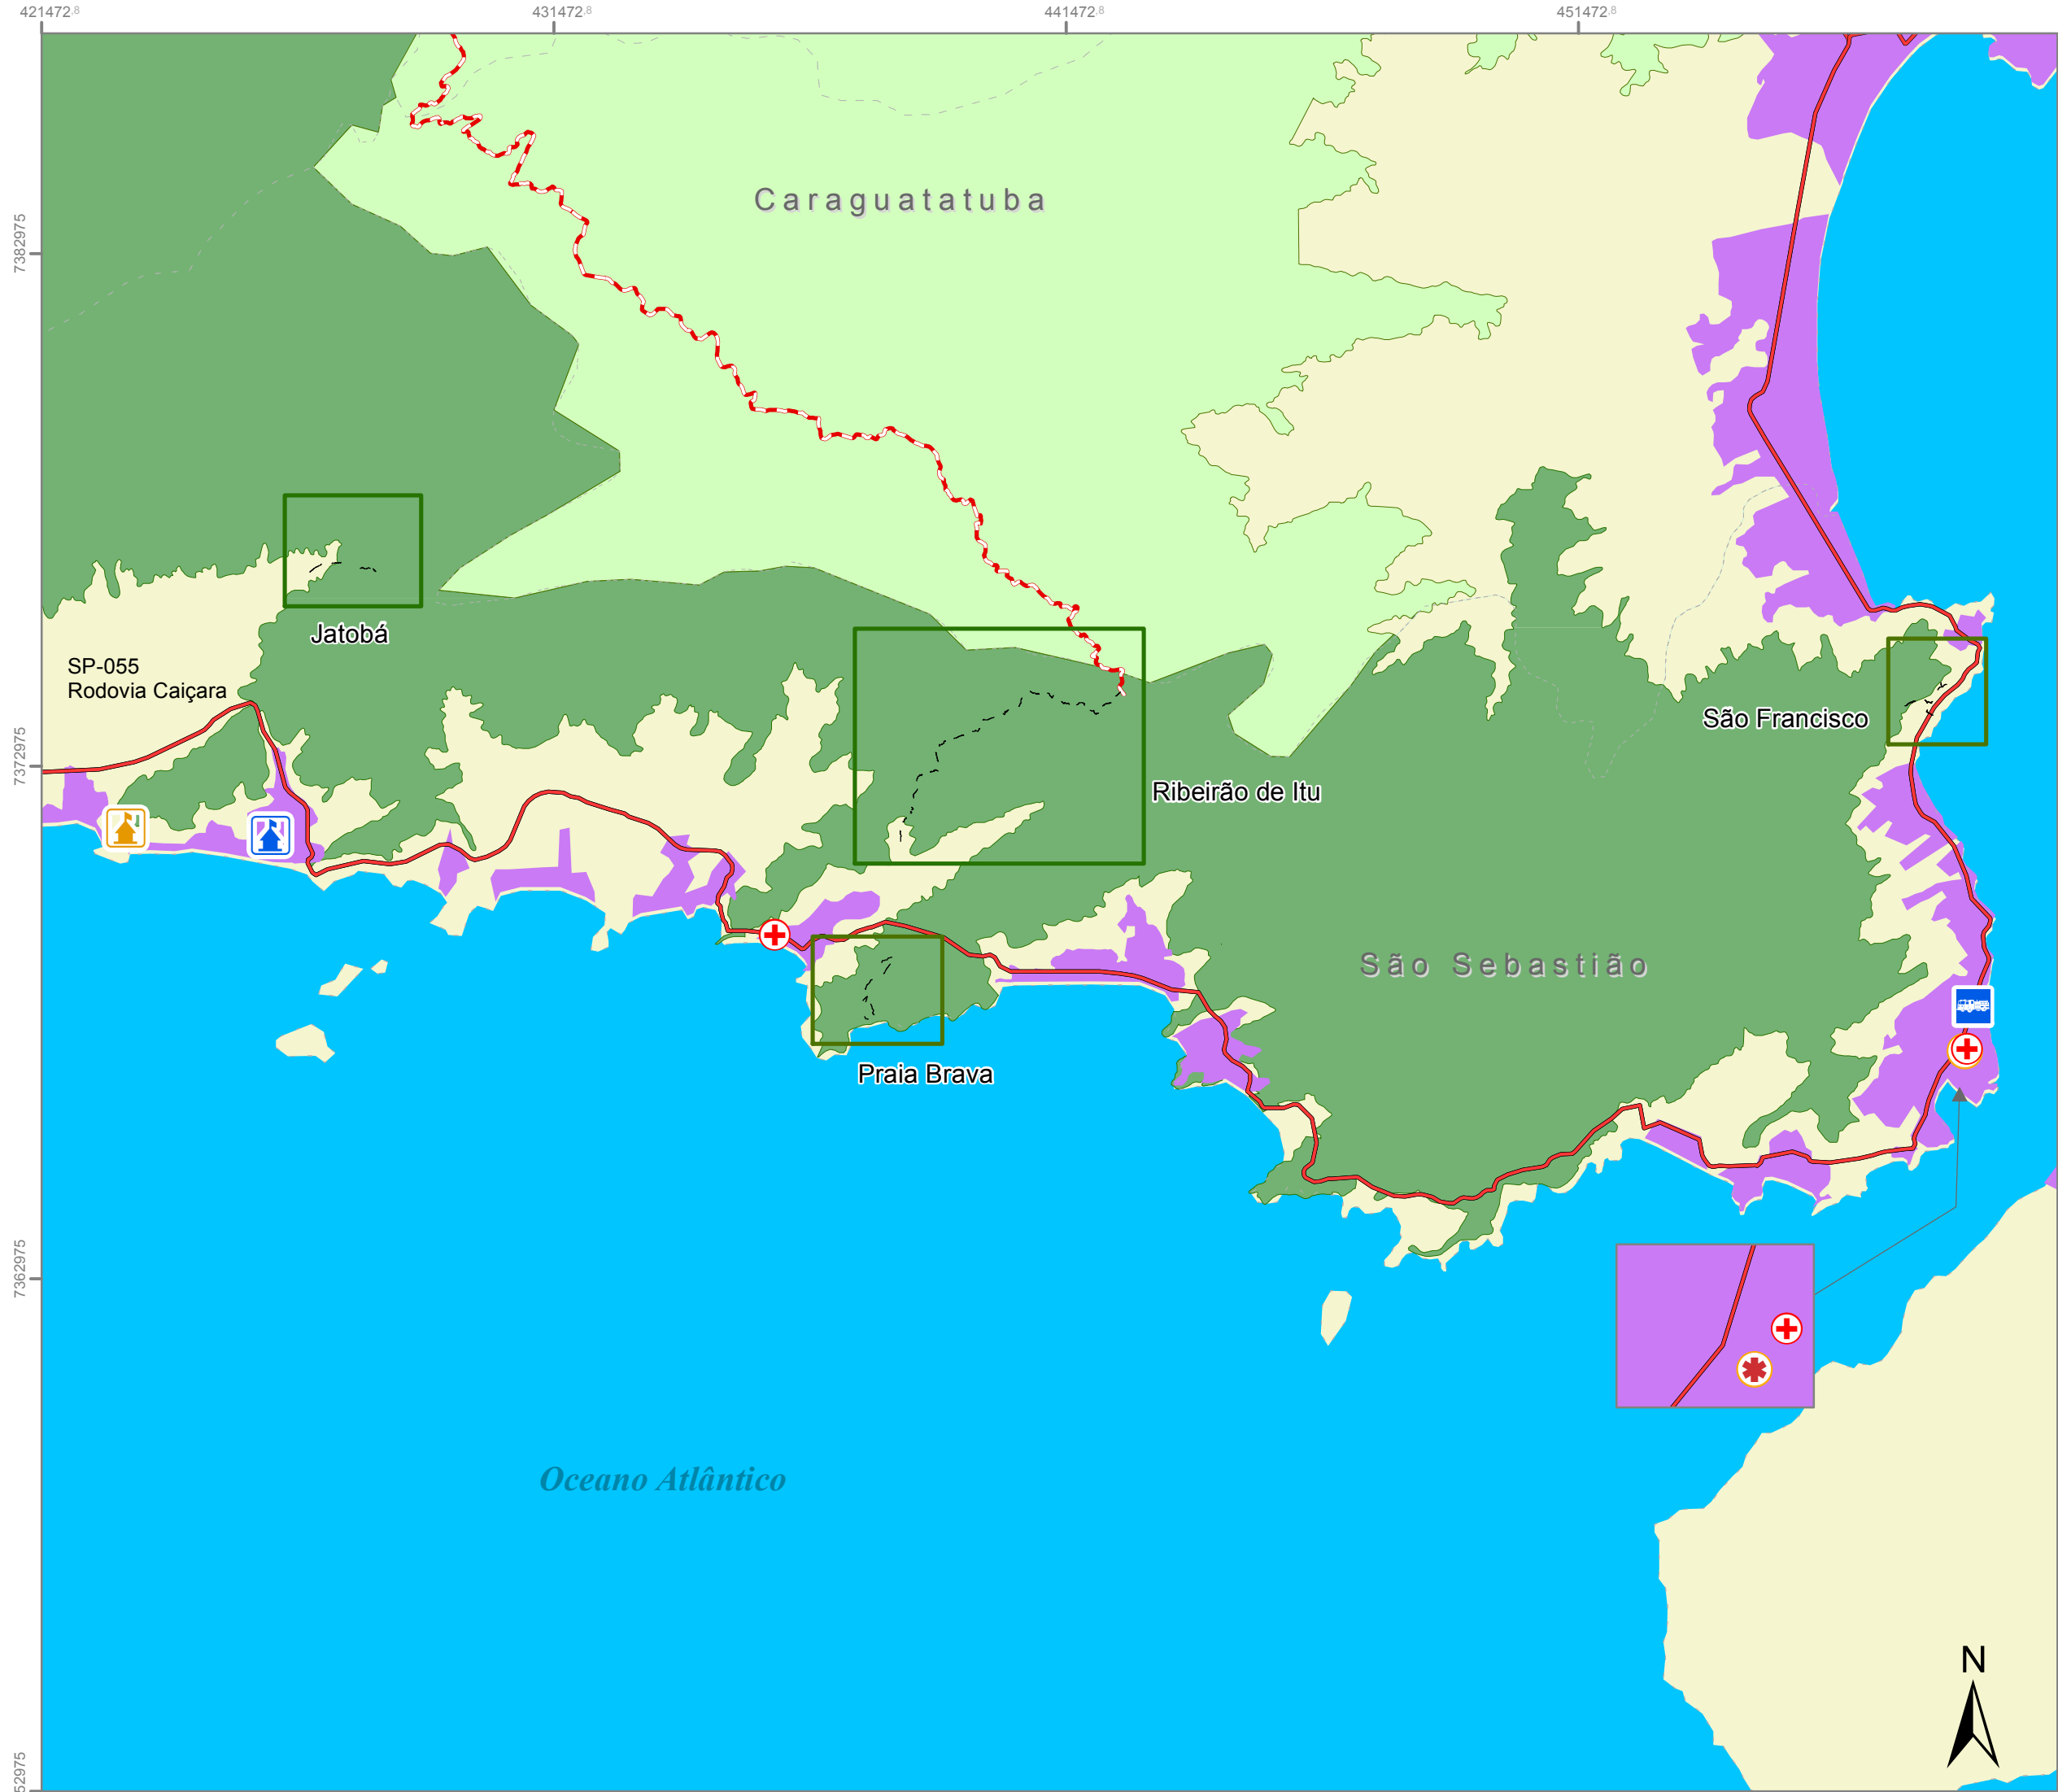 421472.8
431472.8
441472.8
451472.8
Caraguatatuba
7382975
Jatobá
SP-055
Rodovia Caiçara
São Francisco
7372975
Ribeirão de Itu
São Sebastião
Praia Brava
7362975
Oceano Atlântico
N